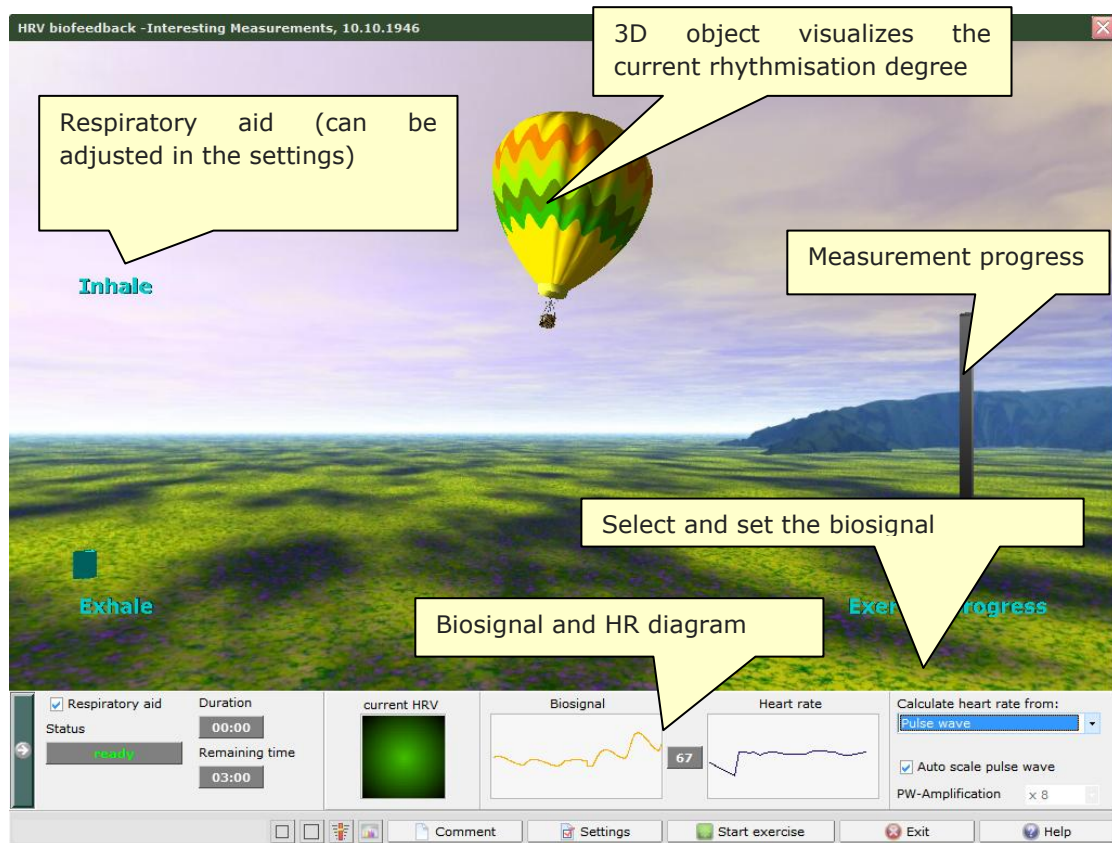 HRV biofeedback -Interesting Measurements, 10.10.1946
3D object visualizes the
current rhythmisation degree
Respiratory aid (can be
adjusted in the settings)
Measurement progress
Inhale
Select and set the biosignal
Exhale
Biosignal and HR diagram
Respiratory aid
Status
ready
Duration
00:00
Remaining time
03:00
current HRV
Biosignal
67
Heart rate
Calculate heart rate from:
Pulse wave
Auto scale pulse wave
PW-Amplification x 8
Comment Settings Start exercise Exit Help